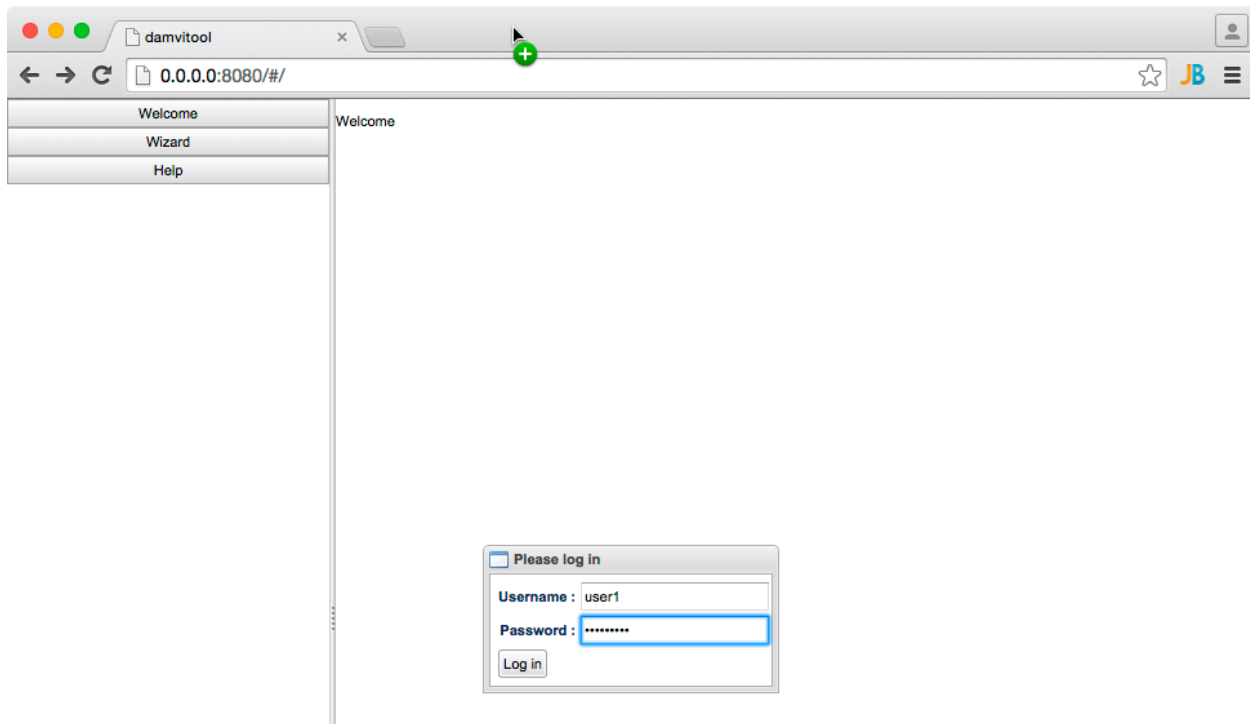 damvitool
0.0.0.0:8080/#/
JB
Welcome
Wizard
Help
Welcome
Please log in
Username : user1
Password : •••••••••
Log in